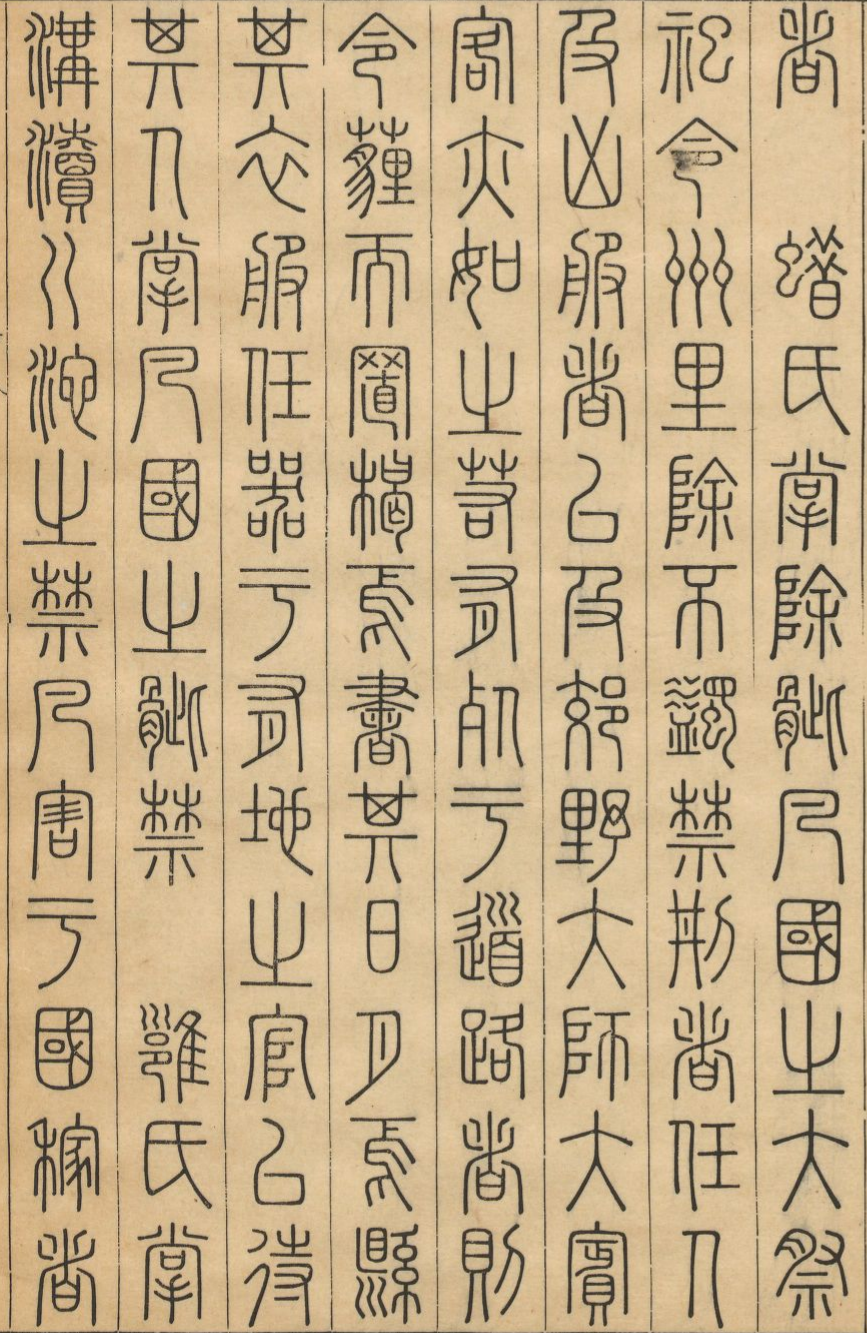 者 蜡氏掌除骴凡國之大祭
祀令州里除不蠲禁刑者任人
及凶服者以及郊野大師大賓
客亦如之若有死于道路者則
令薶而置楬焉書其日月焉縣
其衣服任器于有地之官以待
其人掌凡國之骴禁 雝氏掌
溝瀆巜池之禁凡害于國稼者